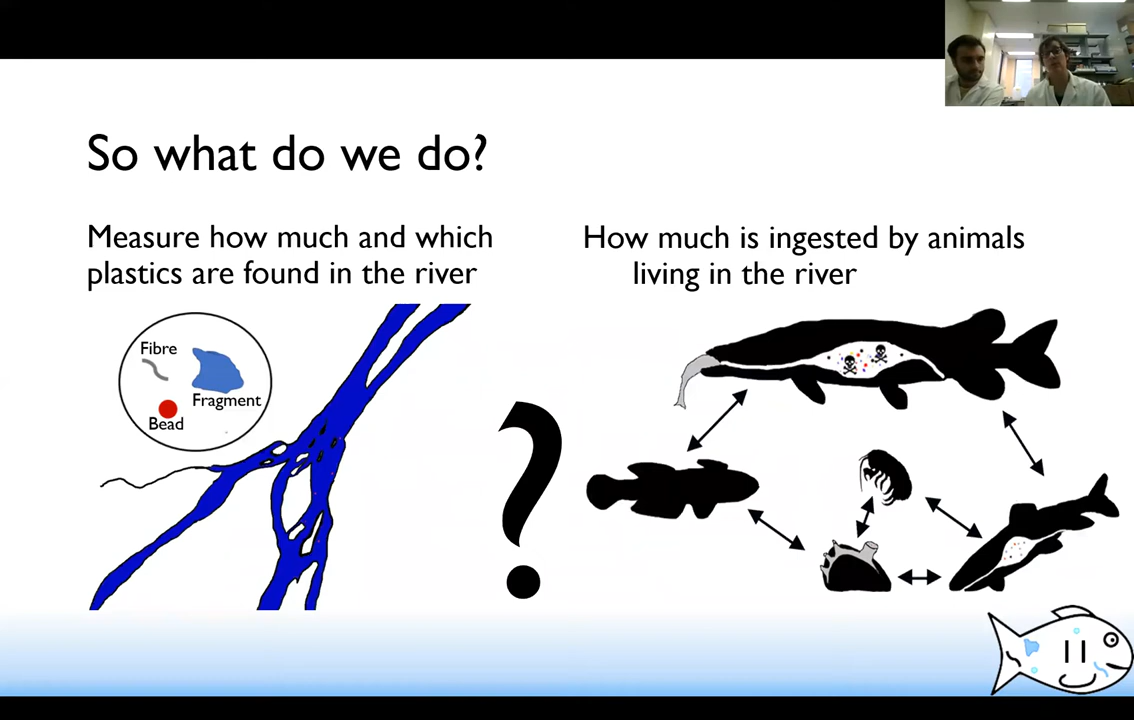 So what do we do?
Measure how much and which
plastics are found in the river
How much is ingested by animals
living in the river
Fibre
Fragment
Bead
?
11